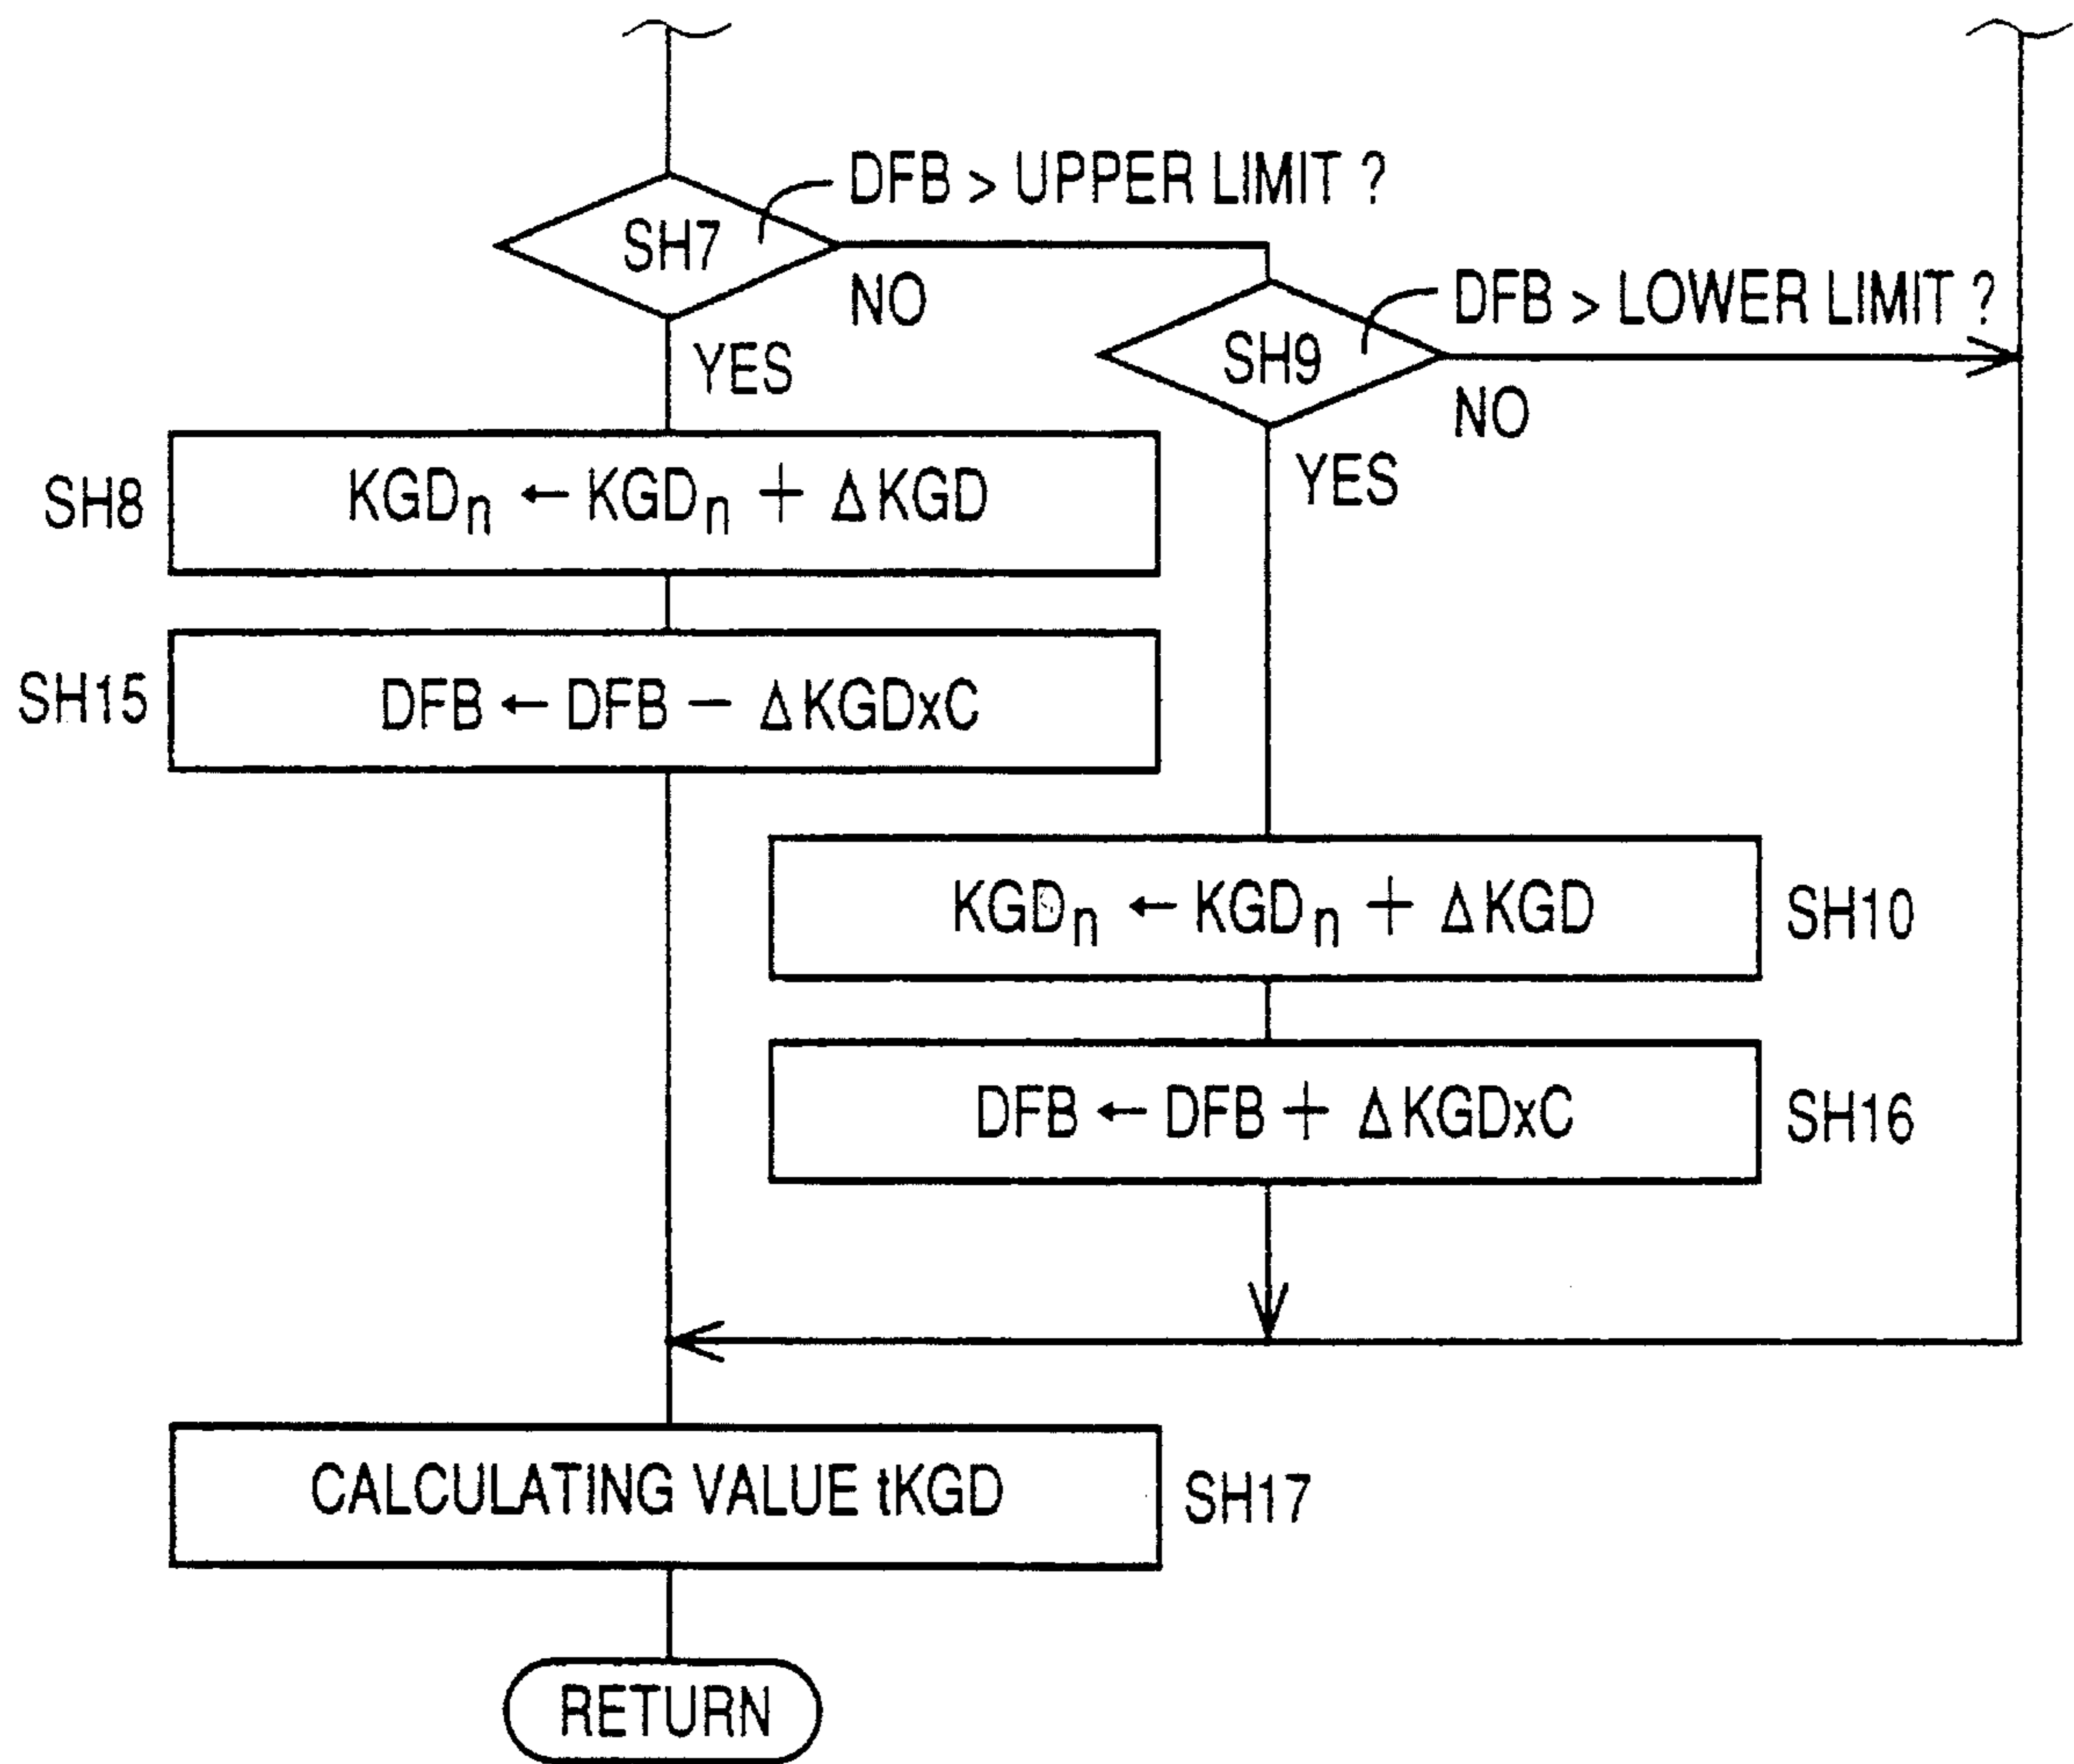 DFB > UPPER LIMIT ?
SH7
NO
DFB > LOWER LIMIT ?
SH9
YES
NO
YES
SH8
KGDn ← KGDn + ΔKGD
SH15
DFB ← DFB − ΔKGDxC
KGDn ← KGDn + ΔKGD
SH10
DFB ← DFB + ΔKGDxC
SH16
CALCULATING VALUE tKGD
SH17
RETURN